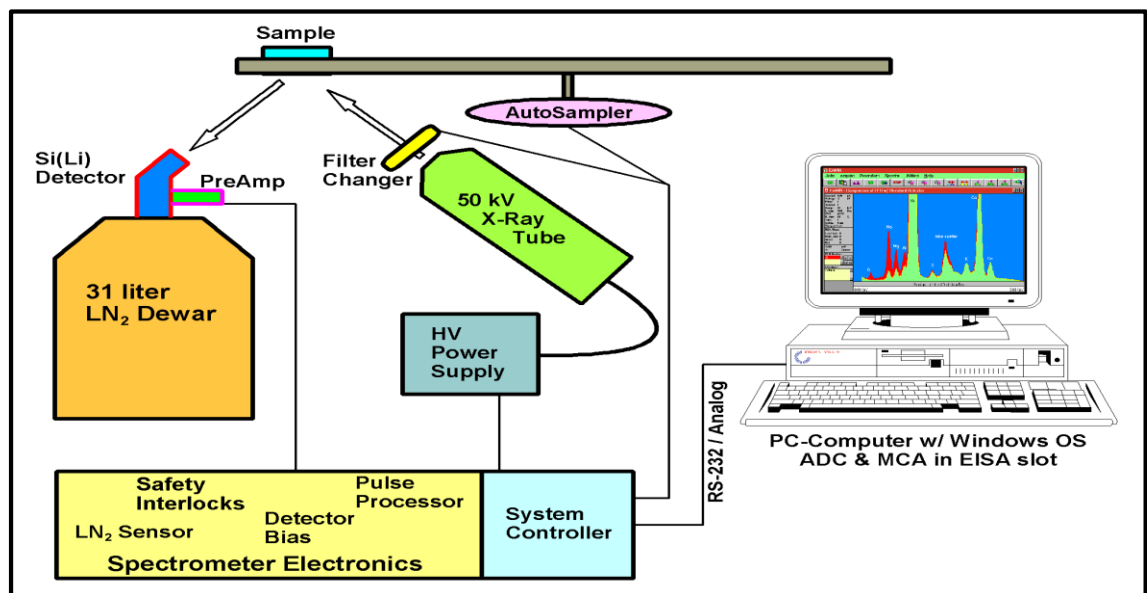 Sample
AutoSampler
Si(Li)
Detector
PreAmp
Filter
Changer
50 kV
X-Ray
Tube
31 liter
LN₂ Dewar
HV
Power
Supply
RS-232 / Analog
PC-Computer w/ Windows OS
ADC & MCA in EISA slot
Safety
Interlocks
Pulse
Processor
LN₂ Sensor
Detector
Bias
Spectrometer Electronics
System
Controller